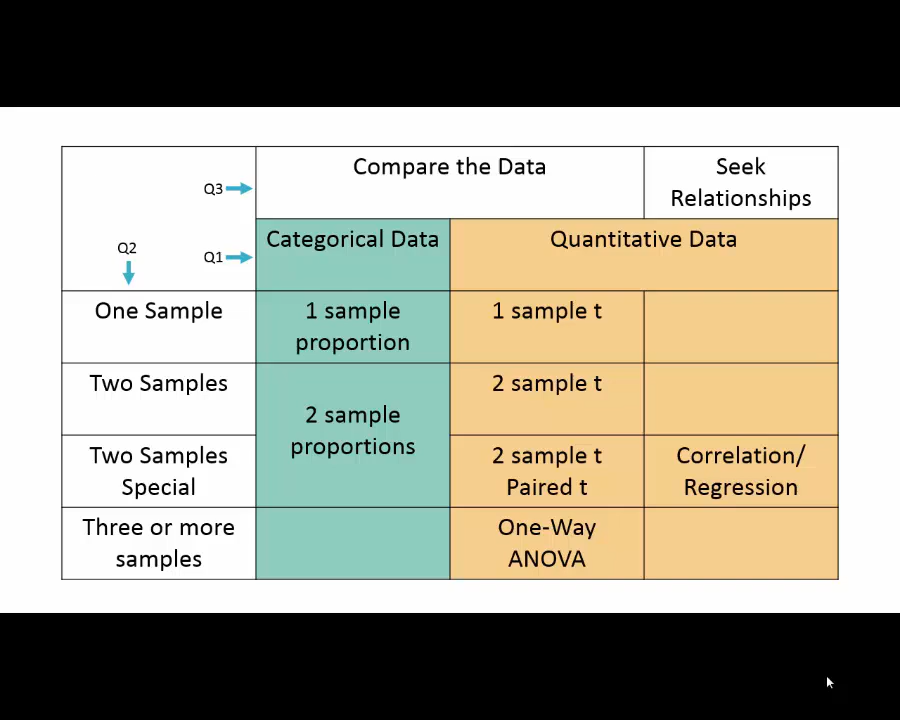 Compare the Data
Seek
Relationships
Q3
Categorical Data
Quantitative Data
Q2
Q1
One Sample
1 sample
proportion
1 sample t
Two Samples
2 sample
proportions
2 sample t
Two Samples
Special
2 sample t
Paired t
Correlation/
Regression
Three or more
samples
One-Way
ANOVA